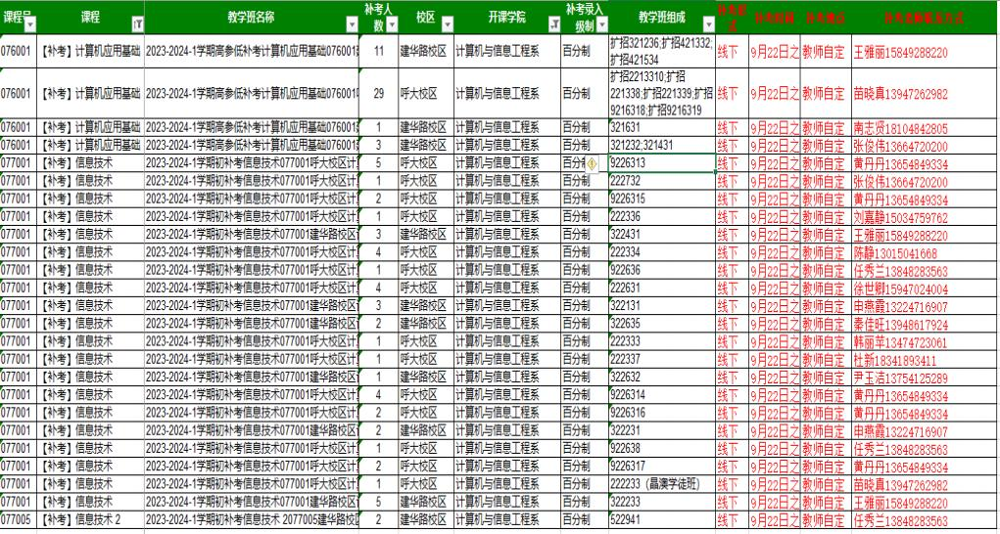 课程号 课程 教学班名称 补考人数 校区 开课学院 补考录入级制 教学班组成
076001 【补考】计算机应用基础 2023-2024-1学期高参低补考计算机应用基础076001 11 建华路校区 计算机与信息工程系 百分制 扩招321236;扩招421332;扩招421534 线下 9月22日之 教师自定 王雅丽15849288220
076001 【补考】计算机应用基础 2023-2024-1学期高参低补考计算机应用基础076001 29 呼大校区 计算机与信息工程系 百分制 扩招2213310;扩招221338;扩招221339;扩招9216318;扩招9216319 线下 9月22日之 教师自定 苗晓真13947262982
076001 【补考】计算机应用基础 2023-2024-1学期高参低补考计算机应用基础076001 1 建华路校区 计算机与信息工程系 百分制 321631 线下 9月22日之 教师自定 南志贤18104842805
076001 【补考】计算机应用基础 2023-2024-1学期高参低补考计算机应用基础076001 3 建华路校区 计算机与信息工程系 百分制 321232;321431 线下 9月22日之 教师自定 张俊伟13664720200
077001 【补考】信息技术 2023-2024-1学期初补考信息技术077001呼大校区计 5 呼大校区 计算机与信息工程系 百分制 9226313 线下 9月22日之 教师自定 黄丹丹13654849334
077001 【补考】信息技术 2023-2024-1学期初补考信息技术077001呼大校区计 1 呼大校区 计算机与信息工程系 百分制 222732 线下 9月22日之 教师自定 张俊伟13664720200
077001 【补考】信息技术 2023-2024-1学期初补考信息技术077001呼大校区计 2 呼大校区 计算机与信息工程系 百分制 9226315 线下 9月22日之 教师自定 黄丹丹13654849334
077001 【补考】信息技术 2023-2024-1学期初补考信息技术077001呼大校区计 1 呼大校区 计算机与信息工程系 百分制 222336 线下 9月22日之 教师自定 刘嘉静15034759762
077001 【补考】信息技术 2023-2024-1学期初补考信息技术077001建华路校区 3 建华路校区 计算机与信息工程系 百分制 322431 线下 9月22日之 教师自定 王雅丽15849288220
077001 【补考】信息技术 2023-2024-1学期初补考信息技术077001呼大校区计 4 呼大校区 计算机与信息工程系 百分制 222334 线下 9月22日之 教师自定 陈静13015041668
077001 【补考】信息技术 2023-2024-1学期初补考信息技术077001呼大校区计 1 呼大校区 计算机与信息工程系 百分制 222636 线下 9月22日之 教师自定 任秀兰13848283563
077001 【补考】信息技术 2023-2024-1学期初补考信息技术077001呼大校区计 4 呼大校区 计算机与信息工程系 百分制 222631 线下 9月22日之 教师自定 徐世卿15947024004
077001 【补考】信息技术 2023-2024-1学期初补考信息技术077001建华路校区 3 建华路校区 计算机与信息工程系 百分制 322131 线下 9月22日之 教师自定 申燕霞13224716907
077001 【补考】信息技术 2023-2024-1学期初补考信息技术077001建华路校区 2 建华路校区 计算机与信息工程系 百分制 322635 线下 9月22日之 教师自定 秦佳旺13948617924
077001 【补考】信息技术 2023-2024-1学期初补考信息技术077001呼大校区计 1 呼大校区 计算机与信息工程系 百分制 222333 线下 9月22日之 教师自定 韩丽苹13474723061
077001 【补考】信息技术 2023-2024-1学期初补考信息技术077001呼大校区计 1 呼大校区 计算机与信息工程系 百分制 222337 线下 9月22日之 教师自定 杜新18341893411
077001 【补考】信息技术 2023-2024-1学期初补考信息技术077001建华路校区 1 建华路校区 计算机与信息工程系 百分制 322632 线下 9月22日之 教师自定 尹玉洁13754125289
077001 【补考】信息技术 2023-2024-1学期初补考信息技术077001呼大校区计 4 呼大校区 计算机与信息工程系 百分制 9226314 线下 9月22日之 教师自定 黄丹丹13654849334
077001 【补考】信息技术 2023-2024-1学期初补考信息技术077001呼大校区计 2 呼大校区 计算机与信息工程系 百分制 9226316 线下 9月22日之 教师自定 黄丹丹13654849334
077001 【补考】信息技术 2023-2024-1学期初补考信息技术077001建华路校区 2 建华路校区 计算机与信息工程系 百分制 322231 线下 9月22日之 教师自定 申燕霞13224716907
077001 【补考】信息技术 2023-2024-1学期初补考信息技术077001呼大校区计 1 呼大校区 计算机与信息工程系 百分制 922638 线下 9月22日之 教师自定 任秀兰13848283563
077001 【补考】信息技术 2023-2024-1学期初补考信息技术077001呼大校区计 2 呼大校区 计算机与信息工程系 百分制 9226317 线下 9月22日之 教师自定 黄丹丹13654849334
077001 【补考】信息技术 2023-2024-1学期初补考信息技术077001呼大校区计 1 呼大校区 计算机与信息工程系 百分制 222233（晶澳学徒班） 线下 9月22日之 教师自定 苗晓真13947262982
077001 【补考】信息技术 2023-2024-1学期初补考信息技术077001建华路校区 5 建华路校区 计算机与信息工程系 百分制 322233 线下 9月22日之 教师自定 王雅丽15849288220
077005 【补考】信息技术 2 2023-2024-1学期初补考信息技术 2077005建华路校区 2 建华路校区 计算机与信息工程系 百分制 522941 线下 9月22日之 教师自定 任秀兰13848283563